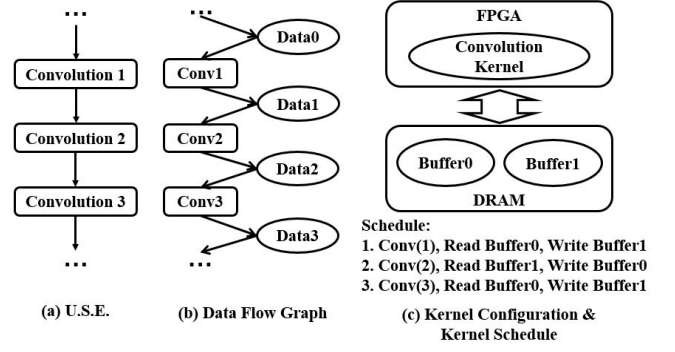 ...
Convolution 1
Convolution 2
Convolution 3
...
(a) U.S.E.
...
Data0
Conv1
Data1
Conv2
Data2
Conv3
Data3
...
(b) Data Flow Graph
FPGA
Convolution
Kernel
Buffer0
Buffer1
DRAM
Schedule:
1. Conv(1), Read Buffer0, Write Buffer1
2. Conv(2), Read Buffer1, Write Buffer0
3. Conv(3), Read Buffer0, Write Buffer1
(c) Kernel Configuration &
Kernel Schedule